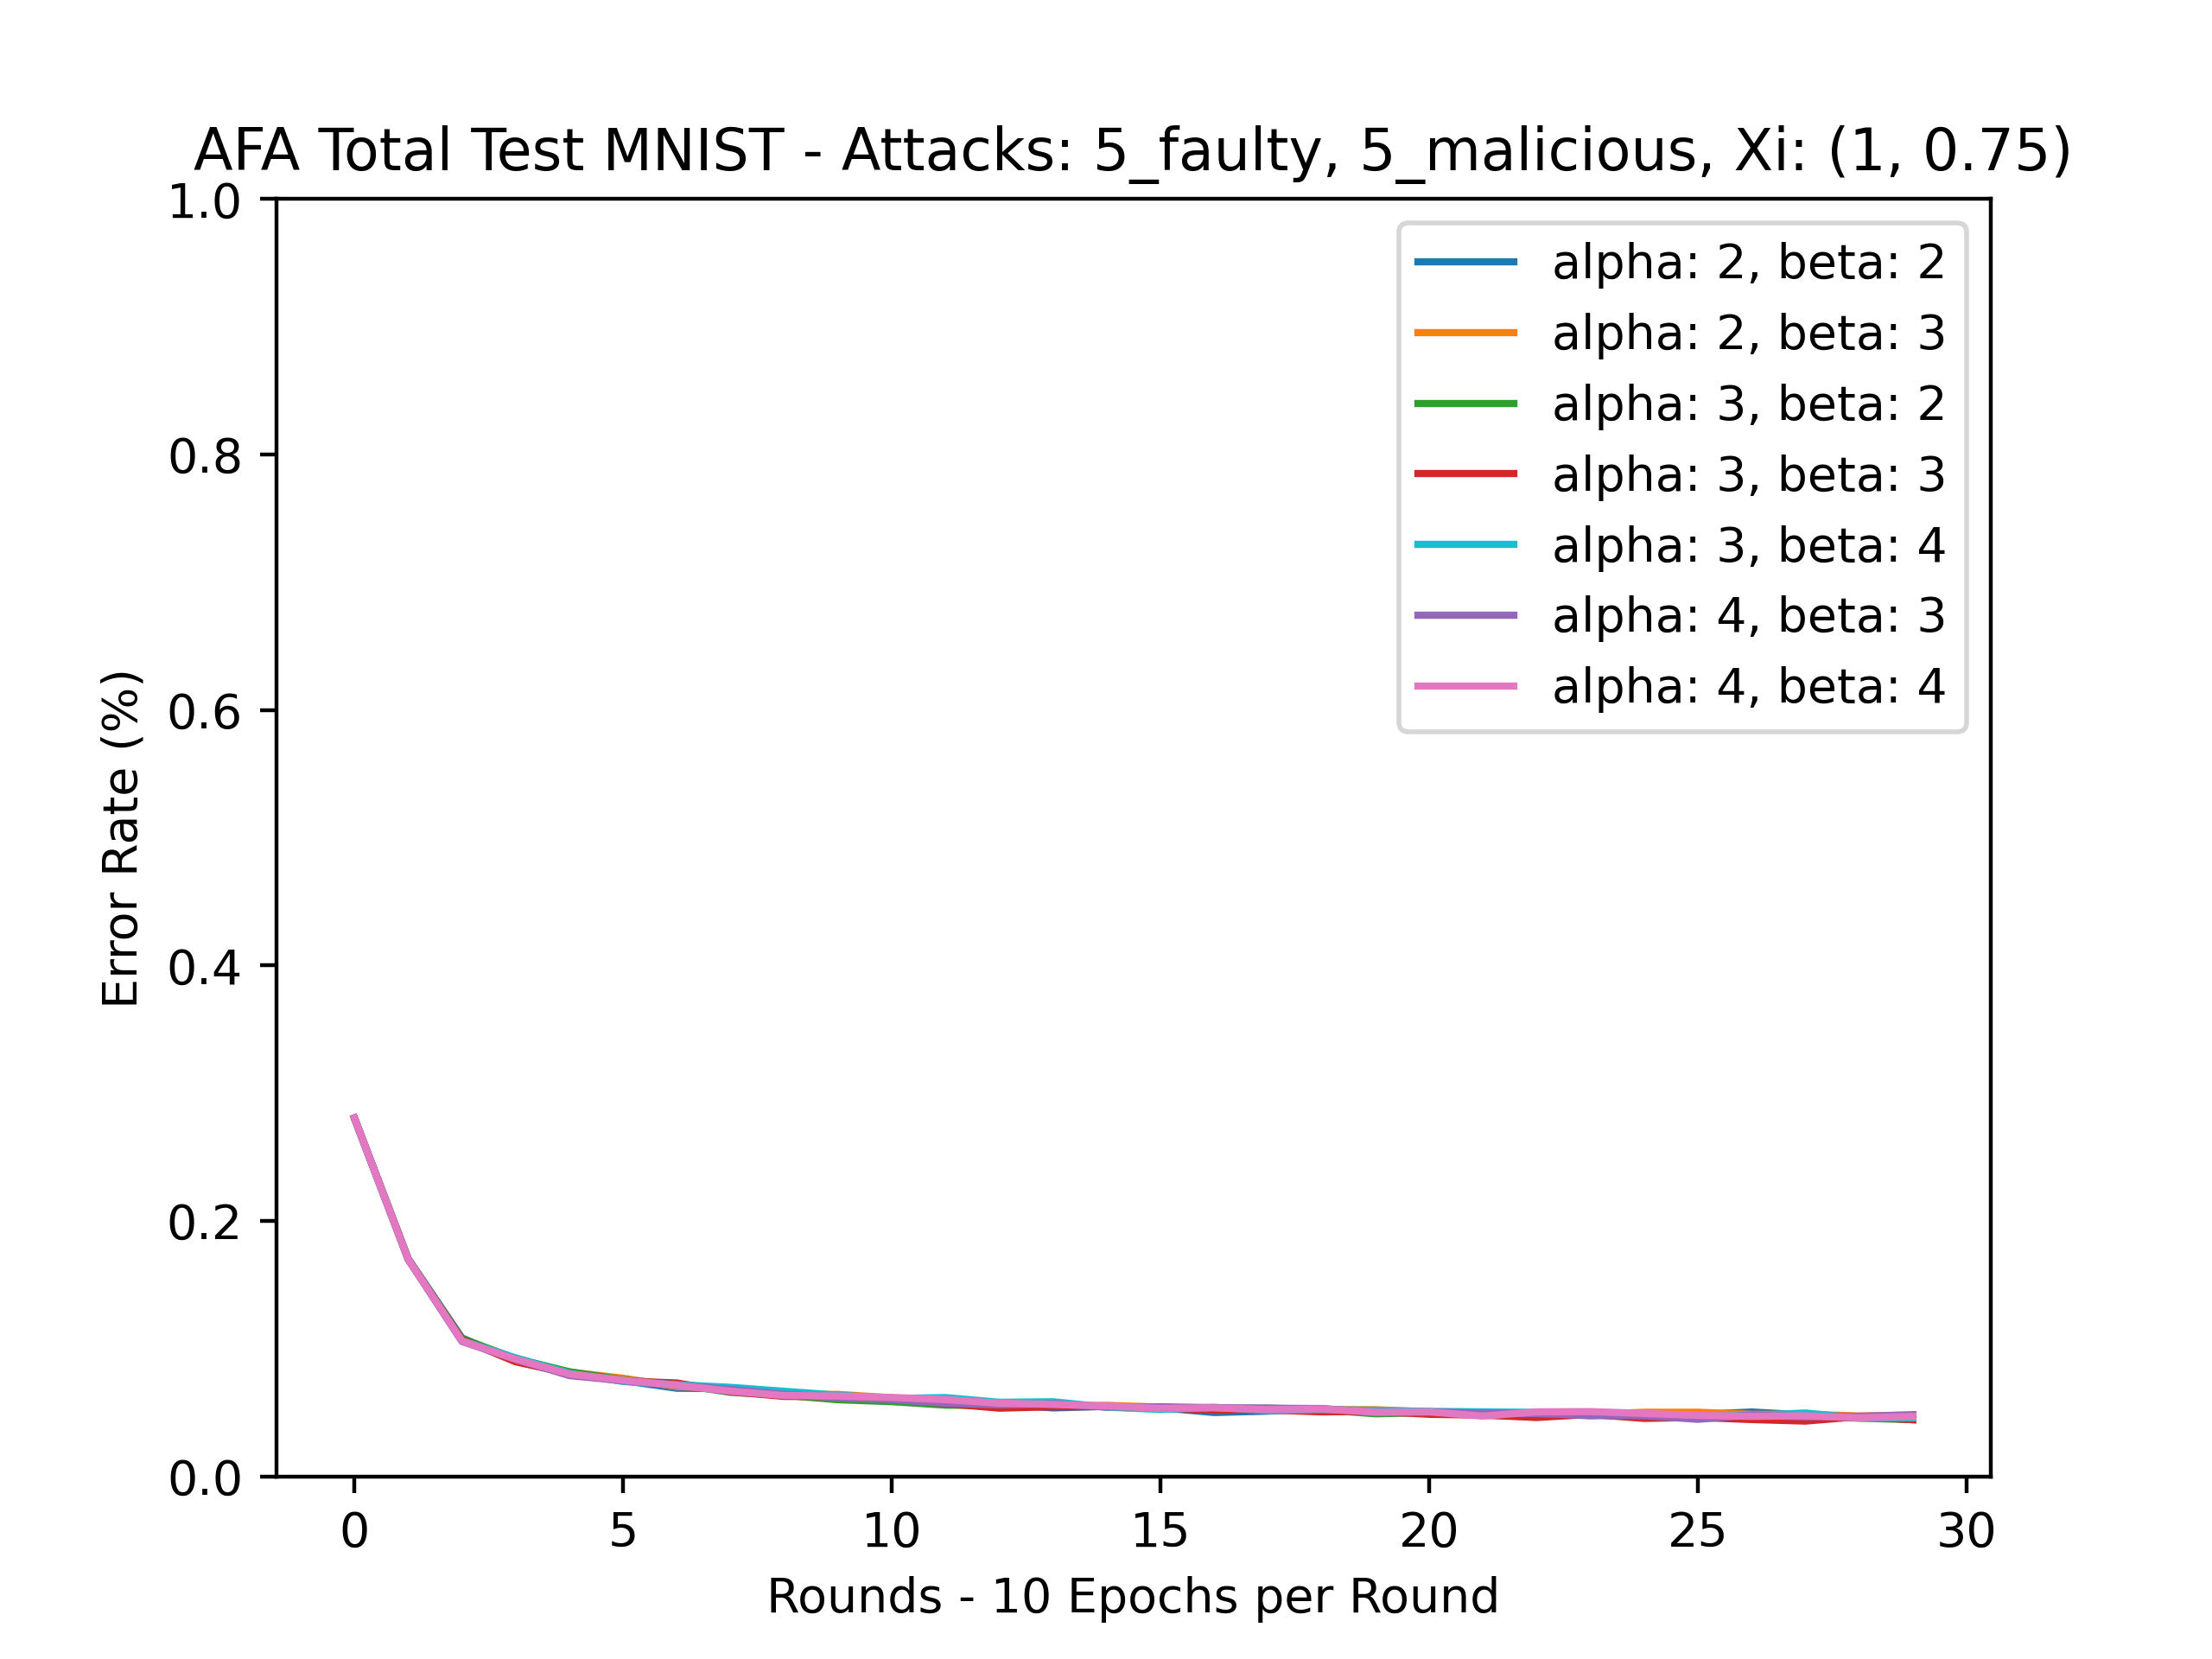 AFA Total Test MNIST - Attacks: 5_faulty, 5_malicious, Xi: (1, 0.75)
1.0
0.8
0.6
0.4
0.2
0.0
Error Rate (%)
alpha: 2, beta: 2
alpha: 2, beta: 3
alpha: 3, beta: 2
alpha: 3, beta: 3
alpha: 3, beta: 4
alpha: 4, beta: 3
alpha: 4, beta: 4
0 5 10 15 20 25 30
Rounds - 10 Epochs per Round